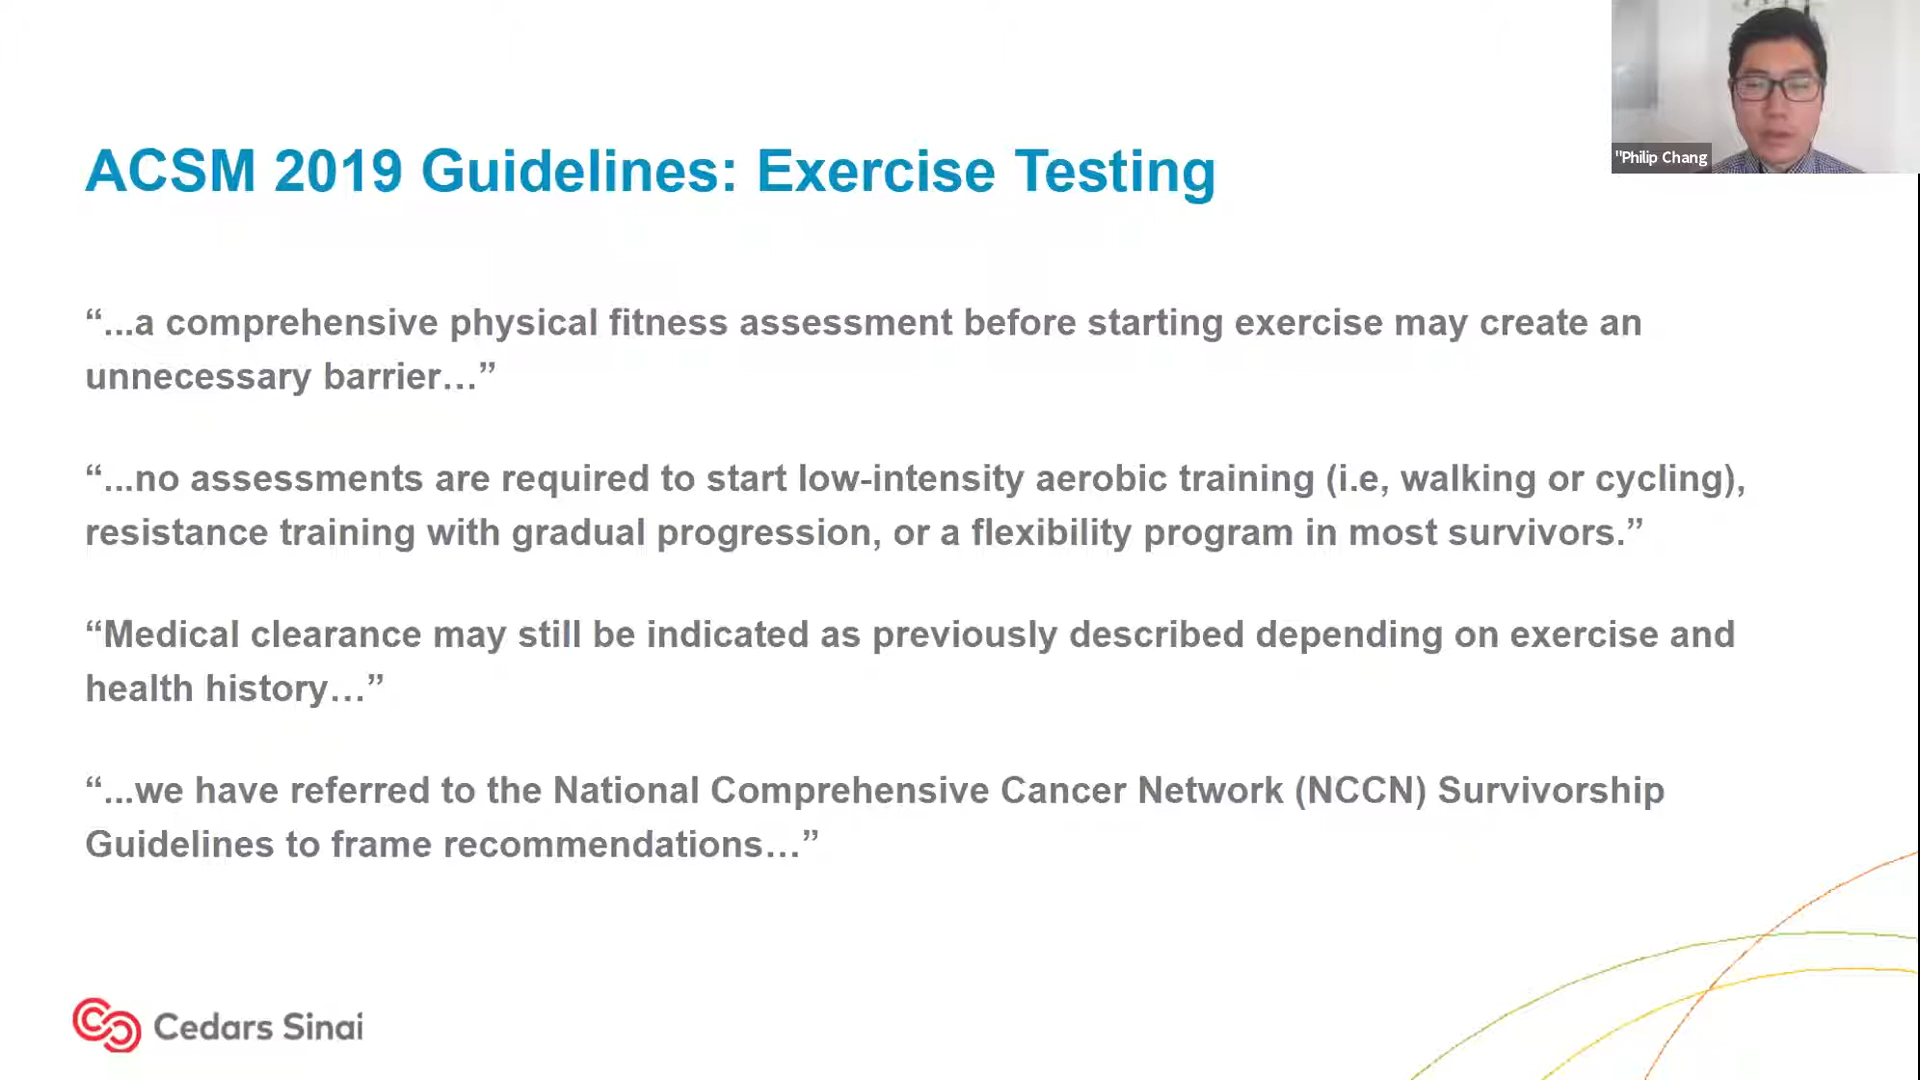 ACSM 2019 Guidelines: Exercise Testing
"Philip Chang
“...a comprehensive physical fitness assessment before starting exercise may create an
unnecessary barrier…”
“...no assessments are required to start low-intensity aerobic training (i.e, walking or cycling),
resistance training with gradual progression, or a flexibility program in most survivors.”
“Medical clearance may still be indicated as previously described depending on exercise and
health history…”
“...we have referred to the National Comprehensive Cancer Network (NCCN) Survivorship
Guidelines to frame recommendations…”
Cedars Sinai